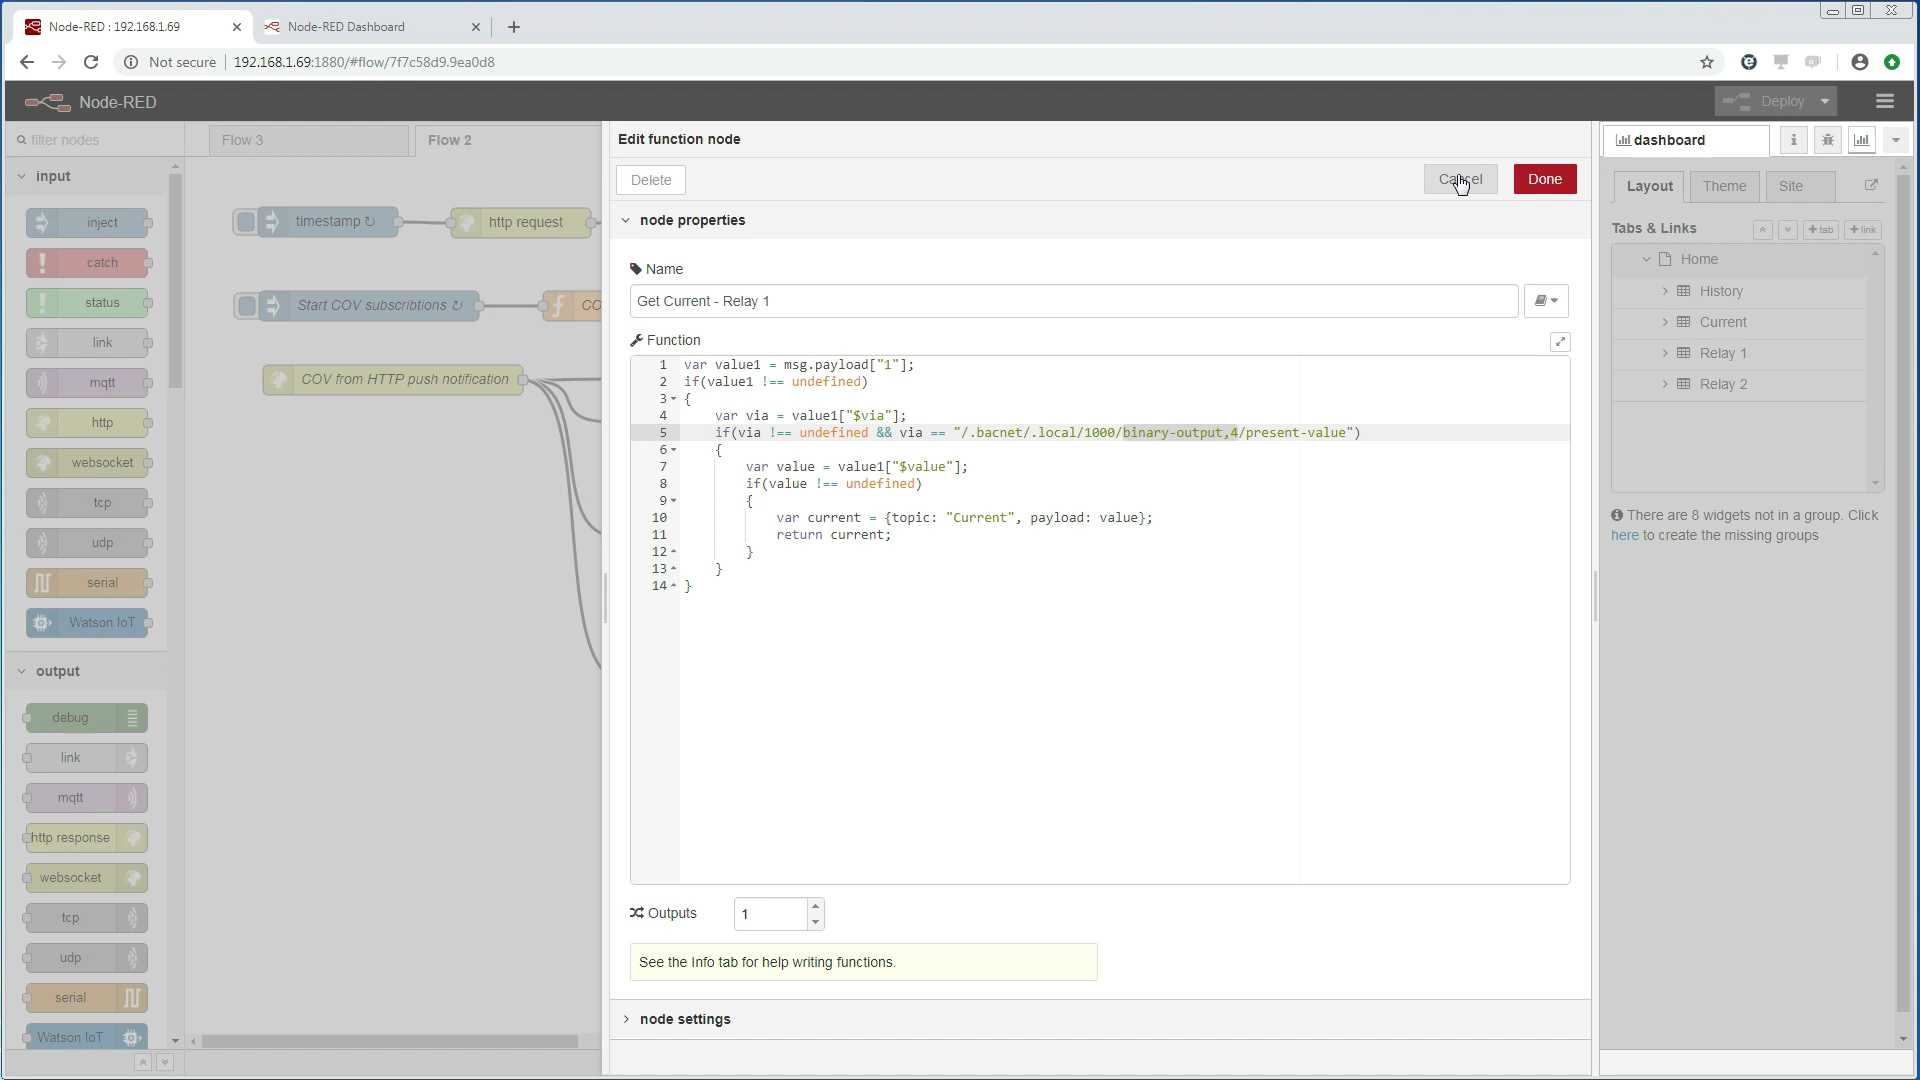 Node-RED : 192.168.1.69
Node-RED Dashboard
Not secure
192.168.1.69:1880/#flow/7f7c58d9.9ea0d8
Node-RED
Deploy
filter nodes
Flow 3
Flow 2
Edit function node
dashboard
input
Delete
Cancel
Done
Layout
Theme
Site
inject
catch
status
link
mqtt
http
websocket
tcp
udp
serial
Watson IoT
output
debug
link
mqtt
http response
websocket
tcp
udp
serial
Watson IoT
timestamp ↻
http request
Start COV subscribtions ↻
CO
COV from HTTP push notification
node properties
Name
Get Current - Relay 1
Function
1 var value1 = msg.payload["1"];
2 if(value1 !== undefined)
3 {
4 var via = value1["$via"];
5 if(via !== undefined && via == "/.bacnet/.local/1000/binary-output,4/present-value")
6 {
7 var value = value1["$value"];
8 if(value !== undefined)
9 {
10 var current = {topic: "Current", payload: value};
11 return current;
12 }
13 }
14 }
Outputs
1
See the Info tab for help writing functions.
node settings
Tabs & Links
+ tab
+ link
Home
History
Current
Relay 1
Relay 2
There are 8 widgets not in a group. Click
here to create the missing groups